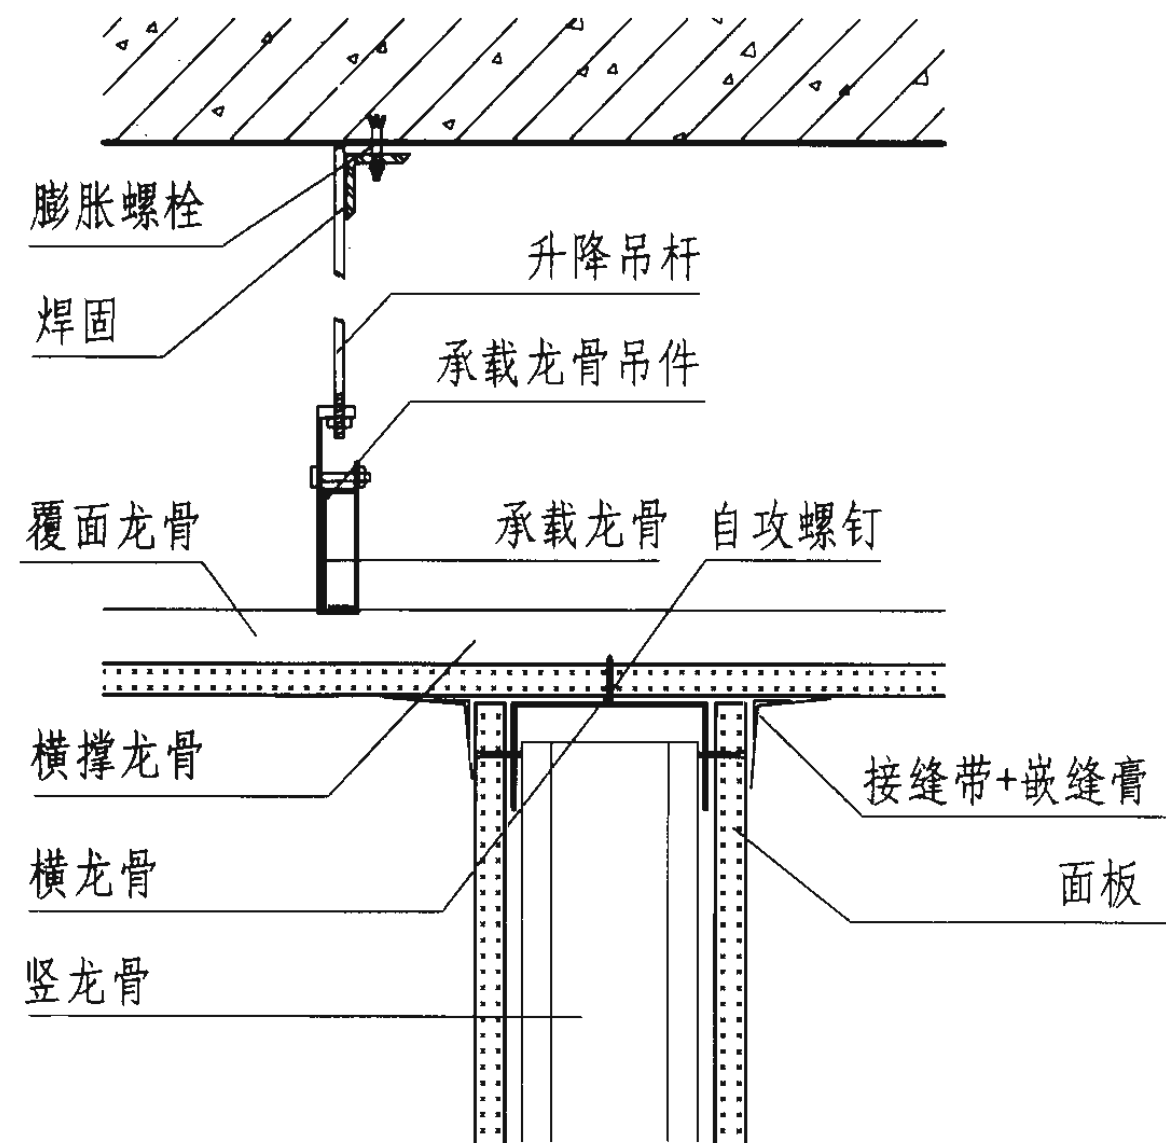 膨胀螺栓
升降吊杆
焊固
承载龙骨吊件
覆面龙骨
承载龙骨
自攻螺钉
横撑龙骨
接缝带+嵌缝膏
横龙骨
面板
竖龙骨